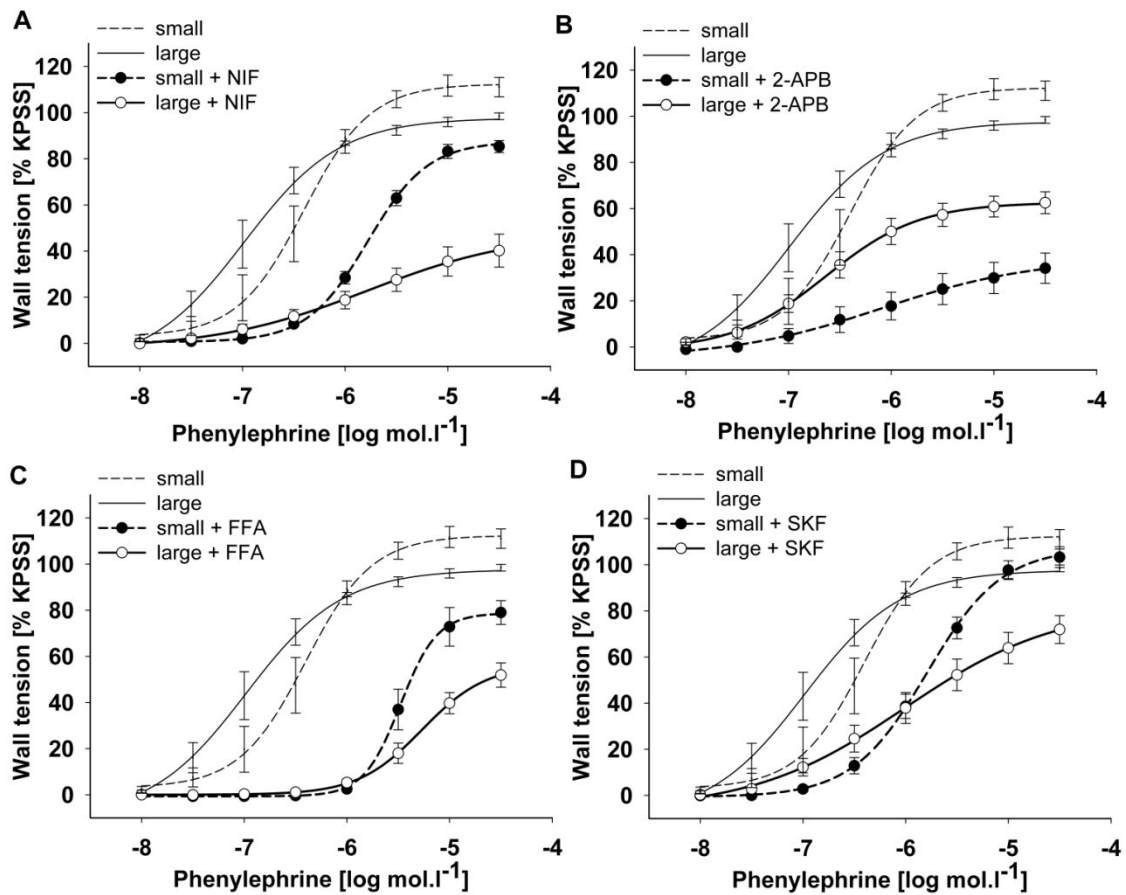 A
small
large
small + NIF
large + NIF
Wall tension [% KPSS]
120
100
80
60
40
20
0
-8
-7
-6
-5
-4
Phenylephrine [log mol.l-1]
B
small
large
small + 2-APB
large + 2-APB
Wall tension [% KPSS]
120
100
80
60
40
20
0
-8
-7
-6
-5
-4
Phenylephrine [log mol.l-1]
C
small
large
small + FFA
large + FFA
Wall tension [% KPSS]
120
100
80
60
40
20
0
-8
-7
-6
-5
-4
Phenylephrine [log mol.l-1]
D
small
large
small + SKF
large + SKF
Wall tension [% KPSS]
120
100
80
60
40
20
0
-8
-7
-6
-5
-4
Phenylephrine [log mol.l-1]